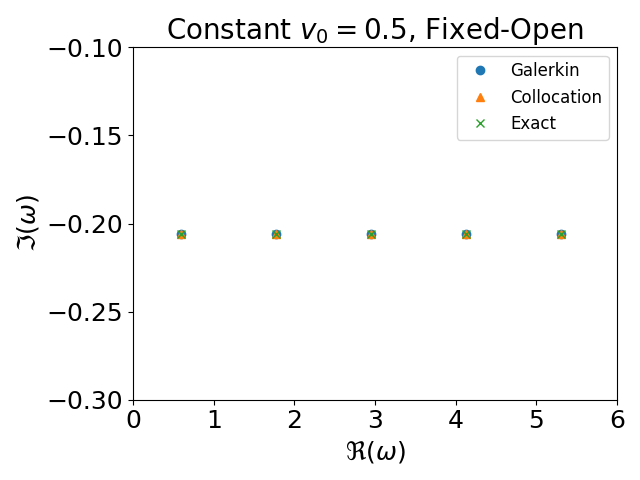 Constant $v_0 = 0.5$, Fixed-Open
Galerkin
Collocation
Exact
−0.10
−0.15
−0.20
−0.25
−0.30
ℑ(ω)
0 1 2 3 4 5 6
ℜ(ω)